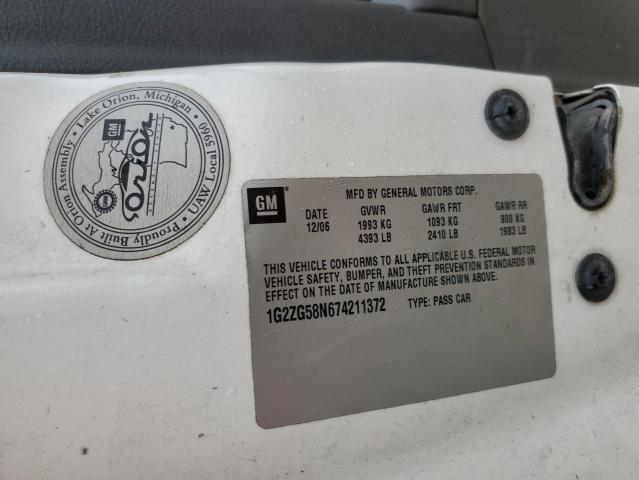 Proudly Built At Orion Assembly • Lake Orion, Michigan • UAW Local 5960
GM
orion
GM
MFD BY GENERAL MOTORS CORP.
DATE GVWR GAWR FRT GAWR RR
12/06 1993 KG 1093 KG 900 KG
4393 LB 2410 LB 1983 LB
THIS VEHICLE CONFORMS TO ALL APPLICABLE U.S. FEDERAL MOTOR
VEHICLE SAFETY, BUMPER, AND THEFT PREVENTION STANDARDS IN
EFFECT ON THE DATE OF MANUFACTURE SHOWN ABOVE.
1G2ZG58N674211372 TYPE: PASS CAR